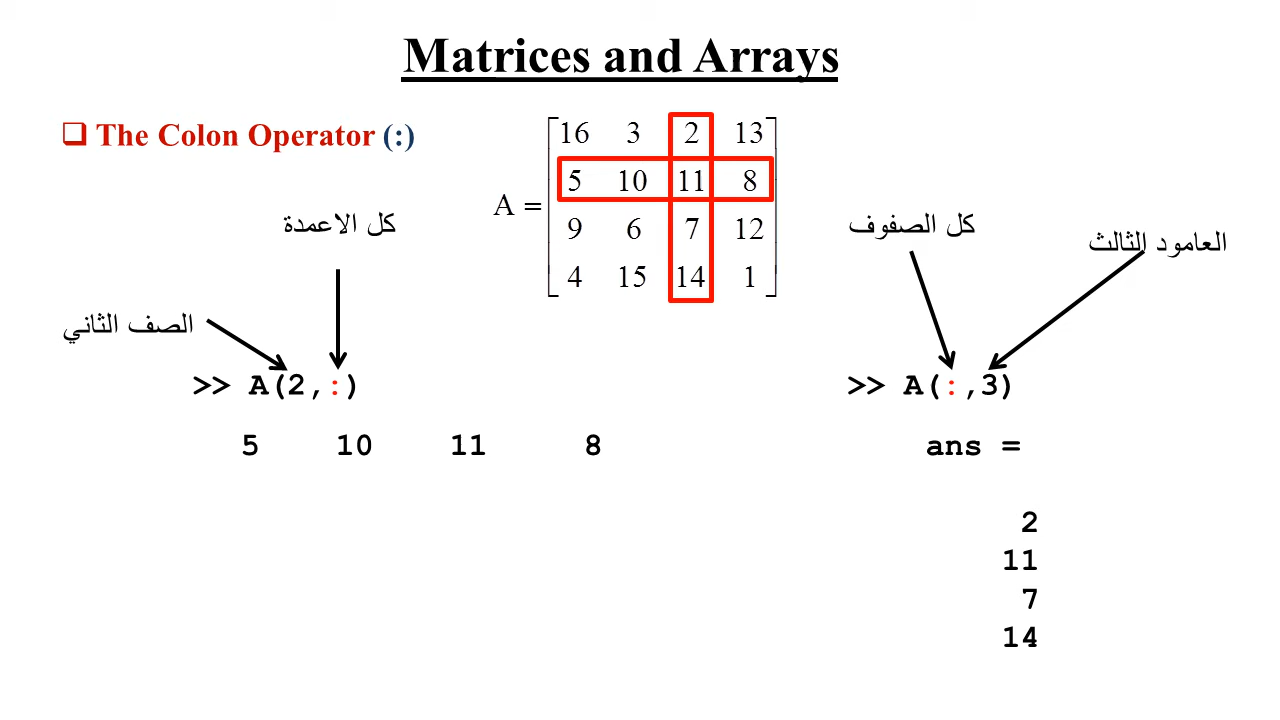 Matrices and Arrays
❑ The Colon Operator (:)
A =
16 3 2 13
5 10 11 8
9 6 7 12
4 15 14 1
كل الاعمدة
الصف الثاني
>> A(2,:)
5 10 11 8
كل الصفوف
العامود الثالث
>> A(:,3)
ans =
2
11
7
14